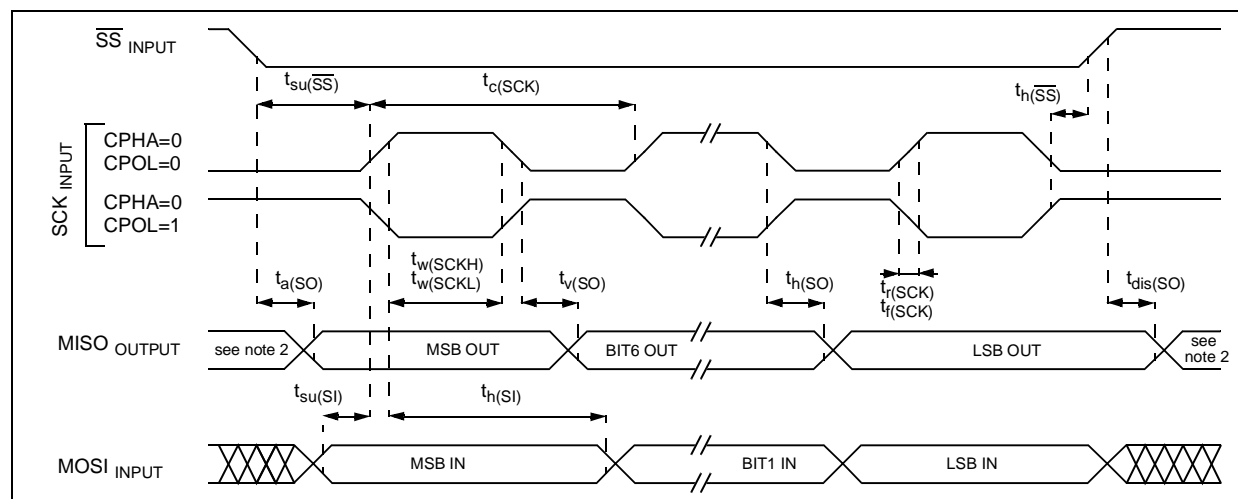 SS INPUT
tsu(SS)
tc(SCK)
th(SS)
SCK INPUT
CPHA=0
CPOL=0
CPHA=0
CPOL=1
ta(SO)
tw(SCKH)
tw(SCKL)
tv(SO)
th(SO)
tr(SCK)
tf(SCK)
tdis(SO)
MISO OUTPUT
see note 2
MSB OUT
BIT6 OUT
LSB OUT
see
note 2
tsu(SI)
th(SI)
MOSI INPUT
MSB IN
BIT1 IN
LSB IN